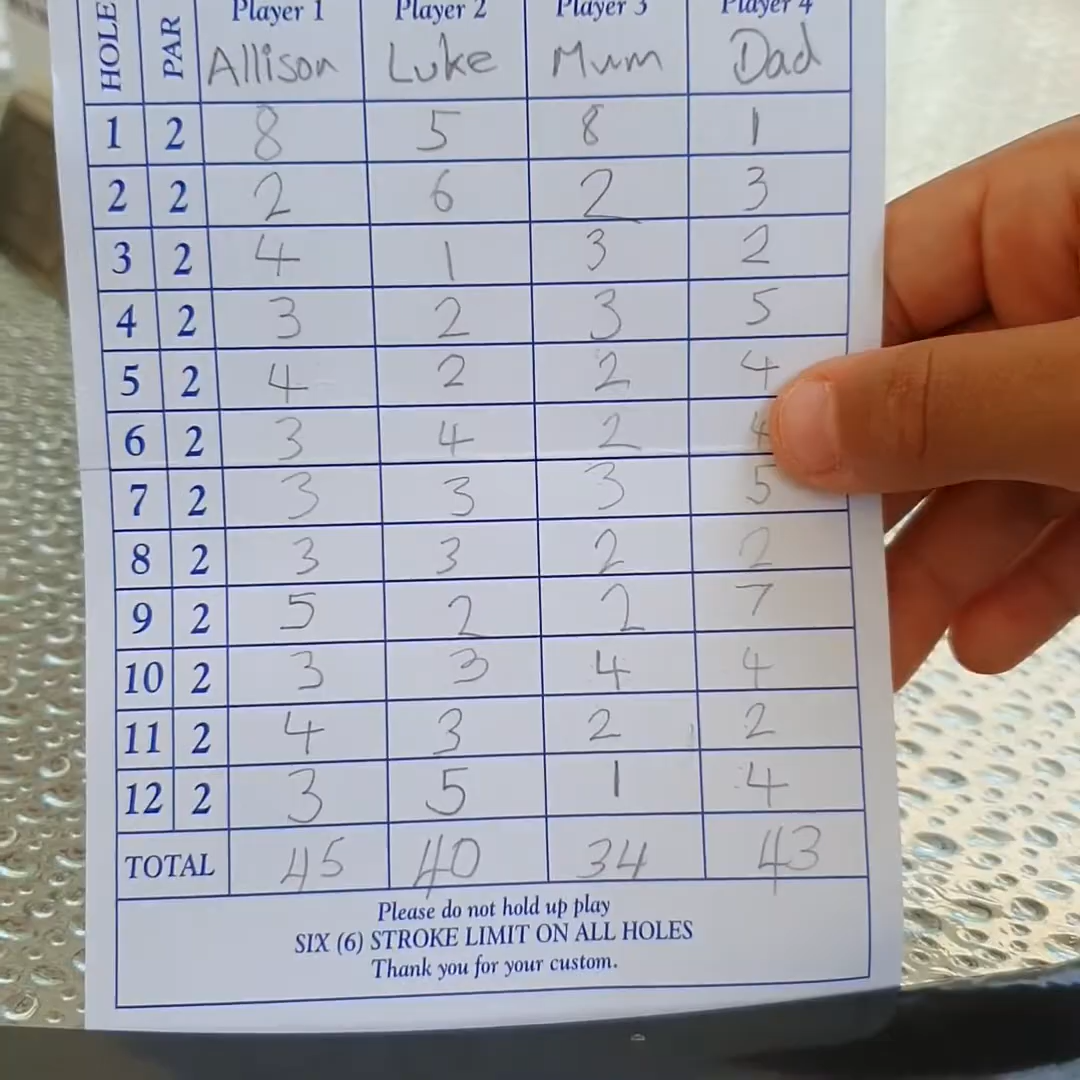 HOLE PAR Player 1 Player 2 Player 3 Player 4
Allison Luke Mum Dad
1 2 8 5 8 1
2 2 2 6 2 3
3 2 4 1 3 2
4 2 3 2 3 5
5 2 4 2 2 4
6 2 3 4 2 4
7 2 3 3 3 5
8 2 3 3 2 2
9 2 5 2 2 7
10 2 3 3 4 4
11 2 4 3 2 2
12 2 3 5 1 4
TOTAL 45 40 34 43
Please do not hold up play
SIX (6) STROKE LIMIT ON ALL HOLES
Thank you for your custom.